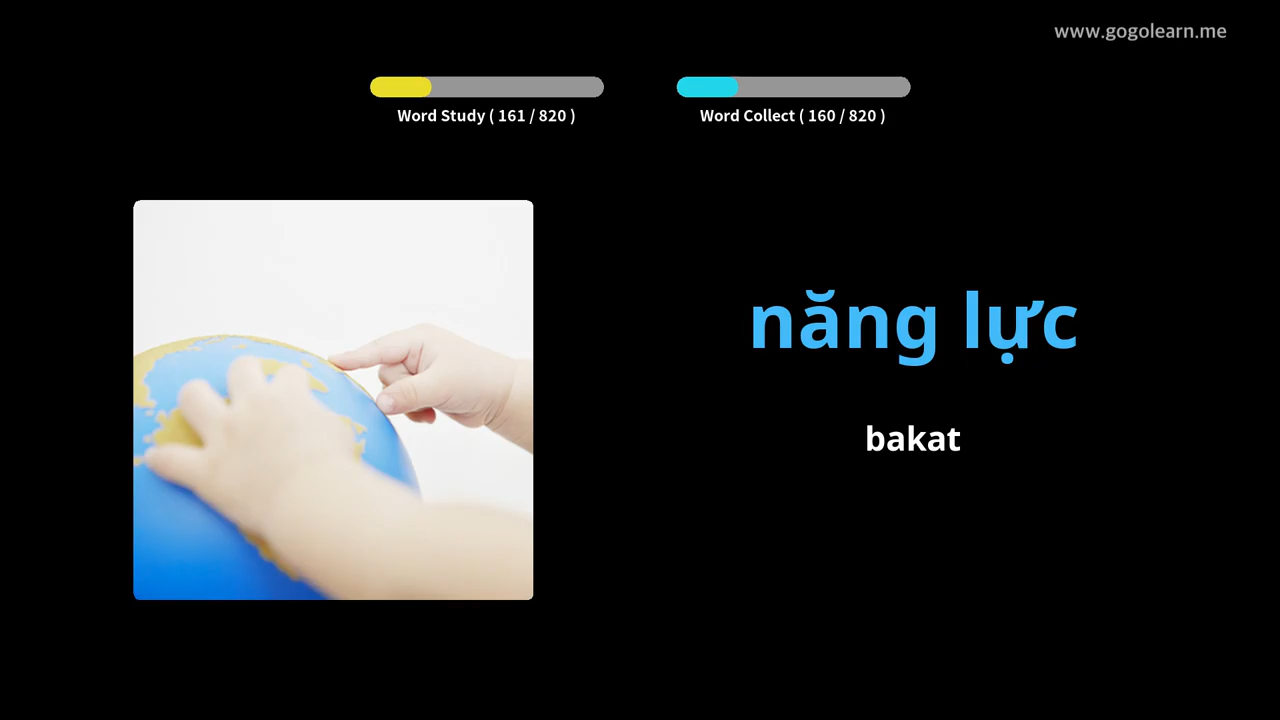 www.gogolearn.me
Word Study ( 161 / 820 )
Word Collect ( 160 / 820 )
năng lực
bakat